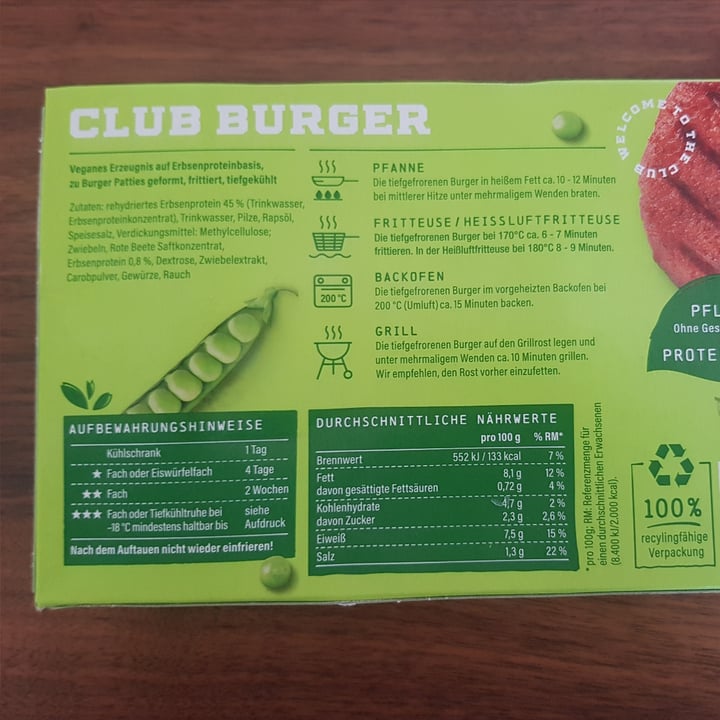 CLUB BURGER
Veganes Erzeugnis auf Erbsenproteinbasis,
zu Burger Patties geformt, frittiert, tiefgekühlt
Zutaten: rehydriertes Erbsenprotein 45 % (Trinkwasser,
Erbsenproteinkonzentrat), Trinkwasser, Pilze, Rapsöl,
Speisesalz, Verdickungsmittel: Methylcellulose;
Zwiebeln, Rote Beete Saftkonzentrat,
Erbsenprotein 0,8 %, Dextrose, Zwiebelextrakt,
Carobpulver, Gewürze, Rauch
PFANNE
Die tiefgefrorenen Burger in heißem Fett ca. 10 - 12 Minuten
bei mittlerer Hitze unter mehrmaligem Wenden braten.
FRITTEUSE / HEISSLUFTFRITTEUSE
Die tiefgefrorenen Burger bei 170°C ca. 6 - 7 Minuten
frittieren. In der Heißluftfritteuse bei 180°C 8 - 9 Minuten.
200 °C
BACKOFEN
Die tiefgefrorenen Burger im vorgeheizten Backofen bei
200 °C (Umluft) ca. 15 Minuten backen.
GRILL
Die tiefgefrorenen Burger auf den Grillrost legen und
unter mehrmaligem Wenden ca. 10 Minuten grillen.
Wir empfehlen, den Rost vorher einzufetten.
WELCOME TO THE CLUB
PFL
Ohne Ges
PROTE
AUFBEWAHRUNGSHINWEISE
Kühlschrank 1 Tag
★ Fach oder Eiswürfelfach 4 Tage
★★ Fach 2 Wochen
★★★ Fach oder Tiefkühltruhe bei siehe
-18 °C mindestens haltbar bis Aufdruck
Nach dem Auftauen nicht wieder einfrieren!
DURCHSCHNITTLICHE NÄHRWERTE
pro 100 g % RM*
Brennwert 552 kJ / 133 kcal 7 %
Fett 8,1 g 12 %
davon gesättigte Fettsäuren 0,72 g 4 %
Kohlenhydrate 4,7 g 2 %
davon Zucker 2,3 g 2,6 %
Eiweiß 7,5 g 15 %
Salz 1,3 g 22 %
* pro 100g; RM: Referenzmenge für
einen durchschnittlichen Erwachsenen
(8.400 kJ/2.000 kcal).
100%
recylingfähige
Verpackung